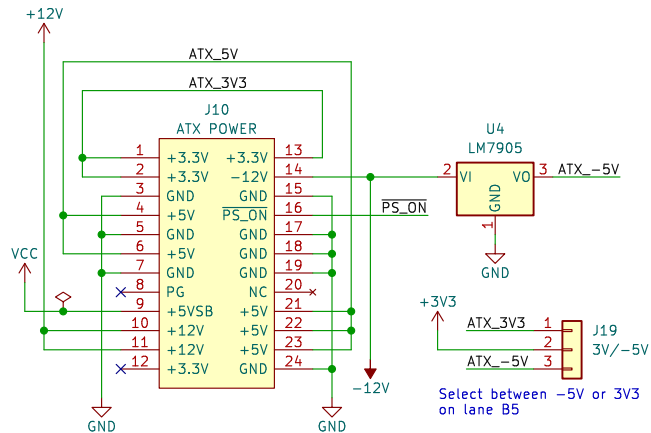 +12V
ATX_5V
ATX_3V3
J10
ATX POWER
1 +3.3V +3.3V 13
2 +3.3V -12V 14
3 GND GND 15
4 +5V PS_ON 16 PS_ON
5 GND GND 17
6 +5V GND 18
7 GND GND 19
8 PG NC 20
9 +5VSB +5V 21
10 +12V +5V 22
11 +12V +5V 23
12 +3.3V GND 24
VCC
GND
GND
-12V
U4
LM7905
2 VI VO 3 ATX_-5V
GND
1
GND
+3V3
J19
3V/-5V
ATX_3V3 1
2
ATX_-5V 3
Select between -5V or 3V3
on lane B5